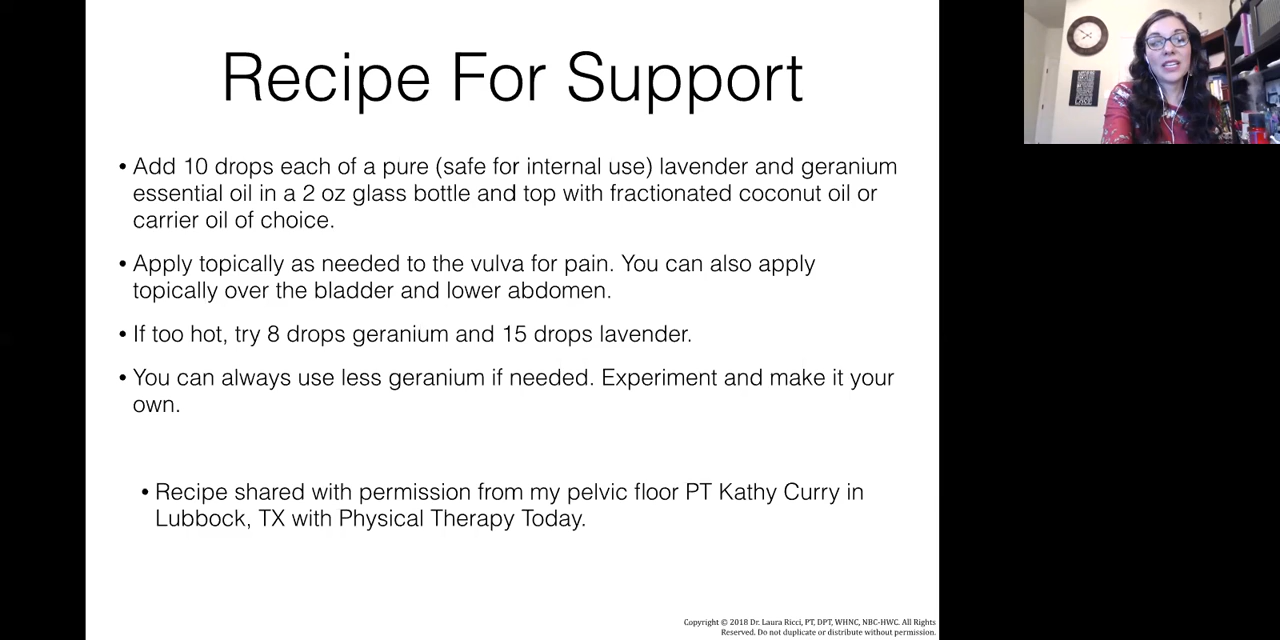 Recipe For Support
• Add 10 drops each of a pure (safe for internal use) lavender and geranium
essential oil in a 2 oz glass bottle and top with fractionated coconut oil or
carrier oil of choice.
• Apply topically as needed to the vulva for pain. You can also apply
topically over the bladder and lower abdomen.
• If too hot, try 8 drops geranium and 15 drops lavender.
• You can always use less geranium if needed. Experiment and make it your
own.
• Recipe shared with permission from my pelvic floor PT Kathy Curry in
Lubbock, TX with Physical Therapy Today.
Copyright © 2018 Dr. Laura Ricci, PT, DPT, WHNC, NBC-HWC. All Rights
Reserved. Do not duplicate or distribute without permission.